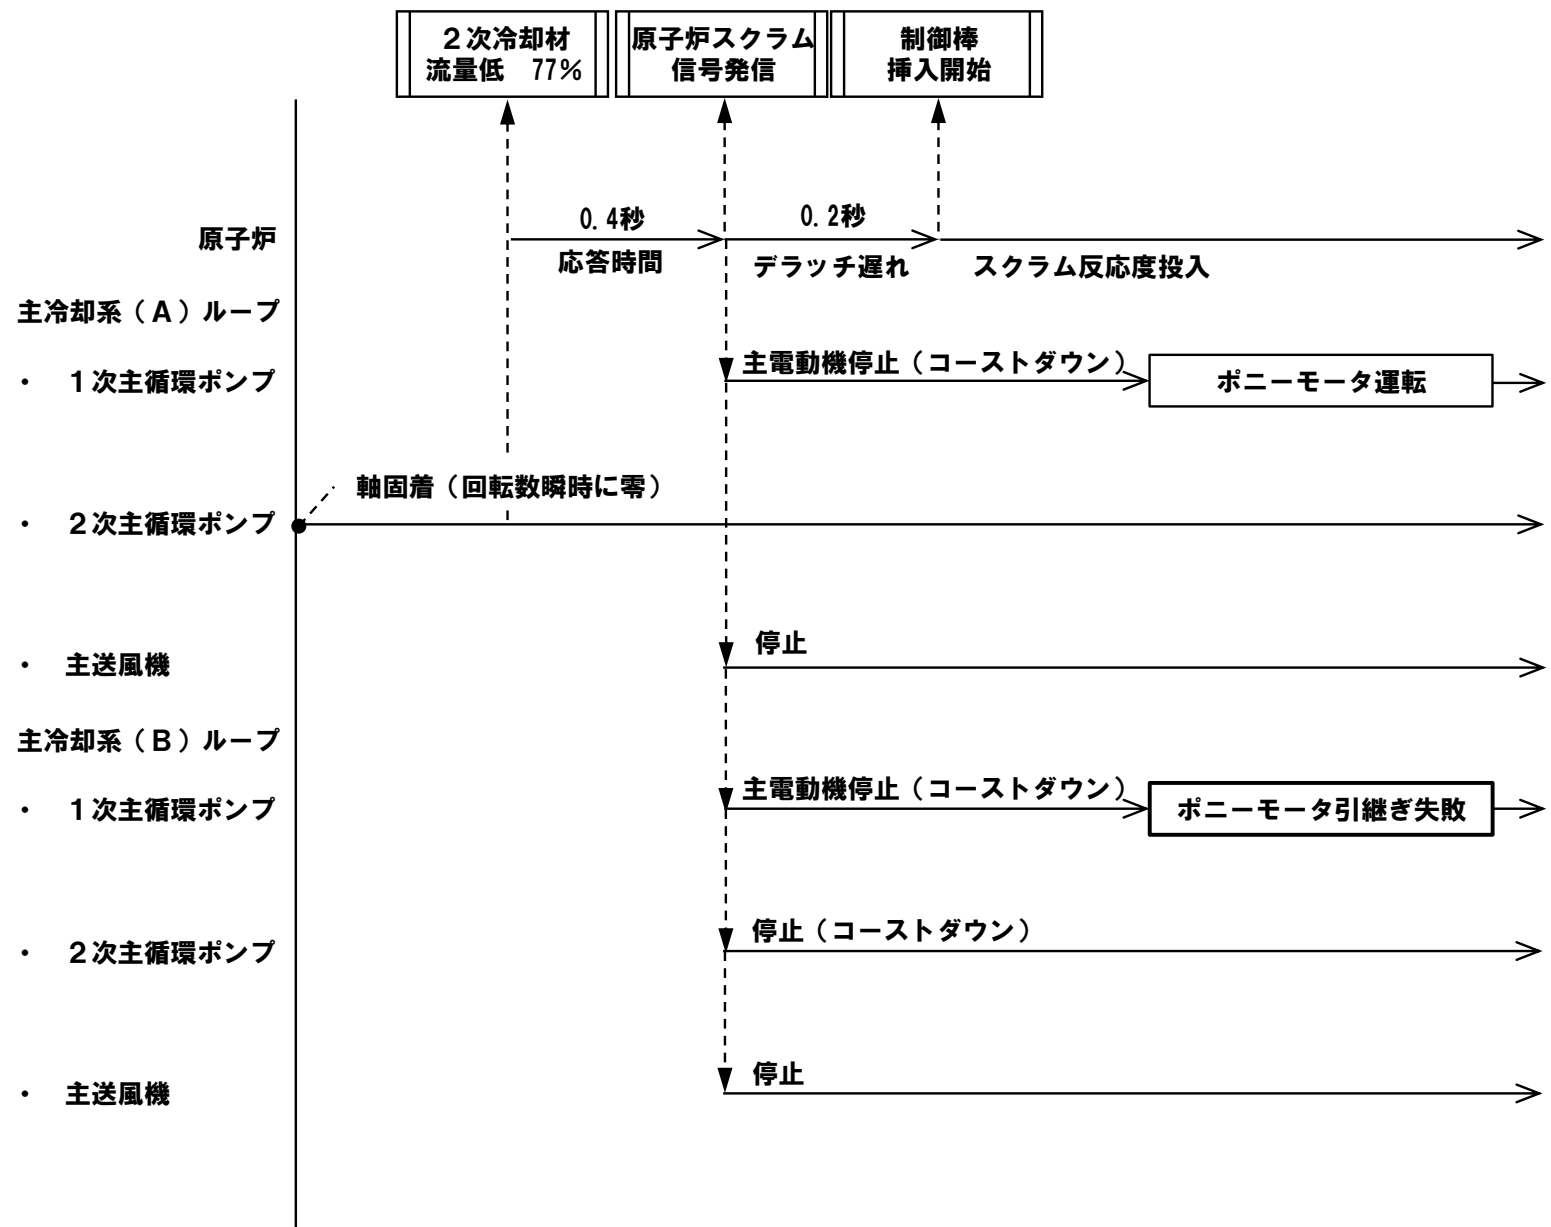 ２次冷却材
流量低　77%
原子炉スクラム
信号発信
制御棒
挿入開始
0.4秒
0.2秒
原子炉
応答時間
デラッチ遅れ
スクラム反応度投入
主冷却系（Ａ）ループ
・　１次主循環ポンプ
主電動機停止（コーストダウン）
ポニーモータ運転
軸固着（回転数瞬時に零）
・　２次主循環ポンプ
停止
・　主送風機
主冷却系（Ｂ）ループ
・　１次主循環ポンプ
主電動機停止（コーストダウン）
ポニーモータ引継ぎ失敗
停止（コーストダウン）
・　２次主循環ポンプ
停止
・　主送風機